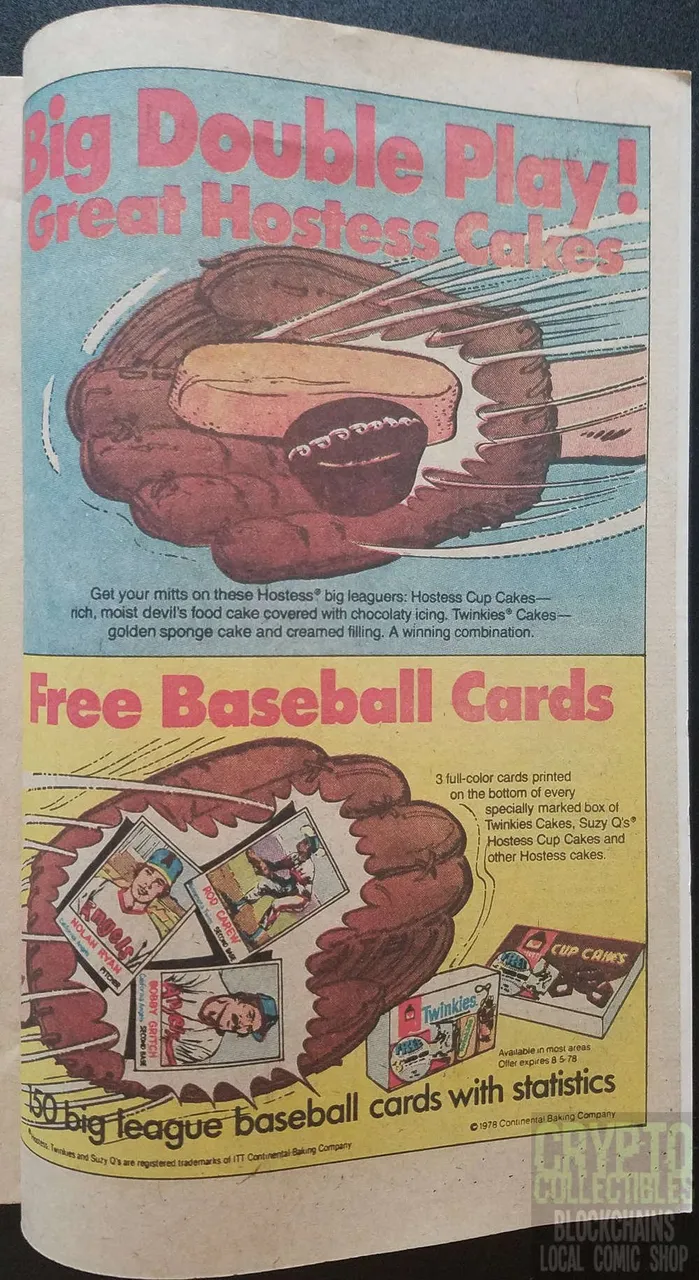 Big Double Play!
Great Hostess Cakes
Get your mitts on these Hostess® big leaguers: Hostess Cup Cakes—
rich, moist devil's food cake covered with chocolaty icing. Twinkies® Cakes—
golden sponge cake and creamed filling. A winning combination.
Free Baseball Cards
3 full-color cards printed
on the bottom of every
specially marked box of
Twinkies Cakes, Suzy Q's®
Hostess Cup Cakes and
other Hostess cakes.
Angels
NOLAN RYAN
PITCHER
California Angels
ROD CAREW
SECOND BASE
BOBBY GRITCH
SECOND BASE
California Angels
Twinkies
CUP CAKES
Available in most areas
Offer expires 8-5-78
150 big league baseball cards with statistics
© 1978 Continental Baking Company
Hostess, Twinkies and Suzy Q's are registered trademarks of ITT Continental Baking Company
CRYPTO
COLLECTIBLES
BLOCKCHAINS
LOCAL COMIC SHOP